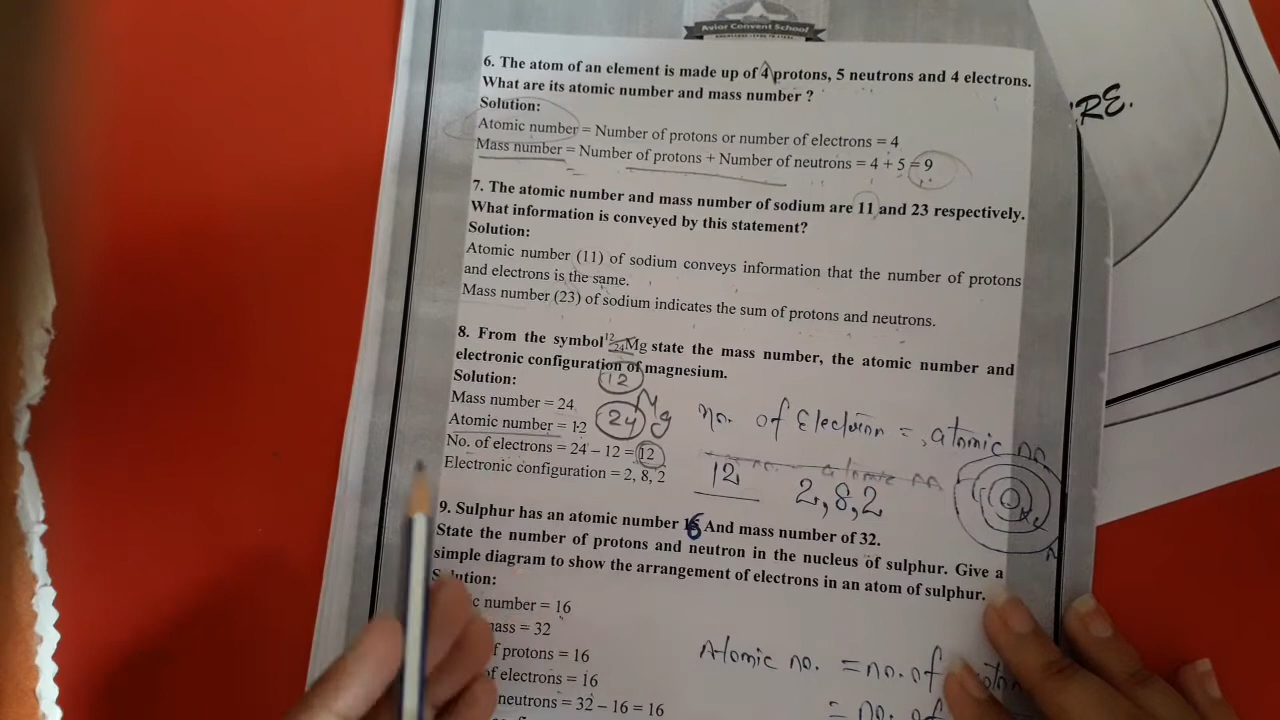 Avior Convent School
RE.
6. The atom of an element is made up of 4 protons, 5 neutrons and 4 electrons.
What are its atomic number and mass number ?
Solution:
Atomic number = Number of protons or number of electrons = 4
Mass number = Number of protons + Number of neutrons = 4 + 5 = 9
7. The atomic number and mass number of sodium are 11 and 23 respectively.
What information is conveyed by this statement?
Solution:
Atomic number (11) of sodium conveys information that the number of protons
and electrons is the same.
Mass number (23) of sodium indicates the sum of protons and neutrons.
8. From the symbol ¹²₂₄Mg state the mass number, the atomic number and
electronic configuration of magnesium.
Solution:
12
Mass number = 24
24 Mg
no. of Electron = atomic no
Atomic number = 12
No. of electrons = 24 – 12 = 12
no. atomic no
Electronic configuration = 2, 8, 2
12
2,8,2
9. Sulphur has an atomic number 16 And mass number of 32.
State the number of protons and neutron in the nucleus of sulphur. Give a
simple diagram to show the arrangement of electrons in an atom of sulphur.
Solution:
c number = 16
mass = 32
f protons = 16
of electrons = 16
neutrons = 32 – 16 = 16
Atomic no. = no. of
= no. of